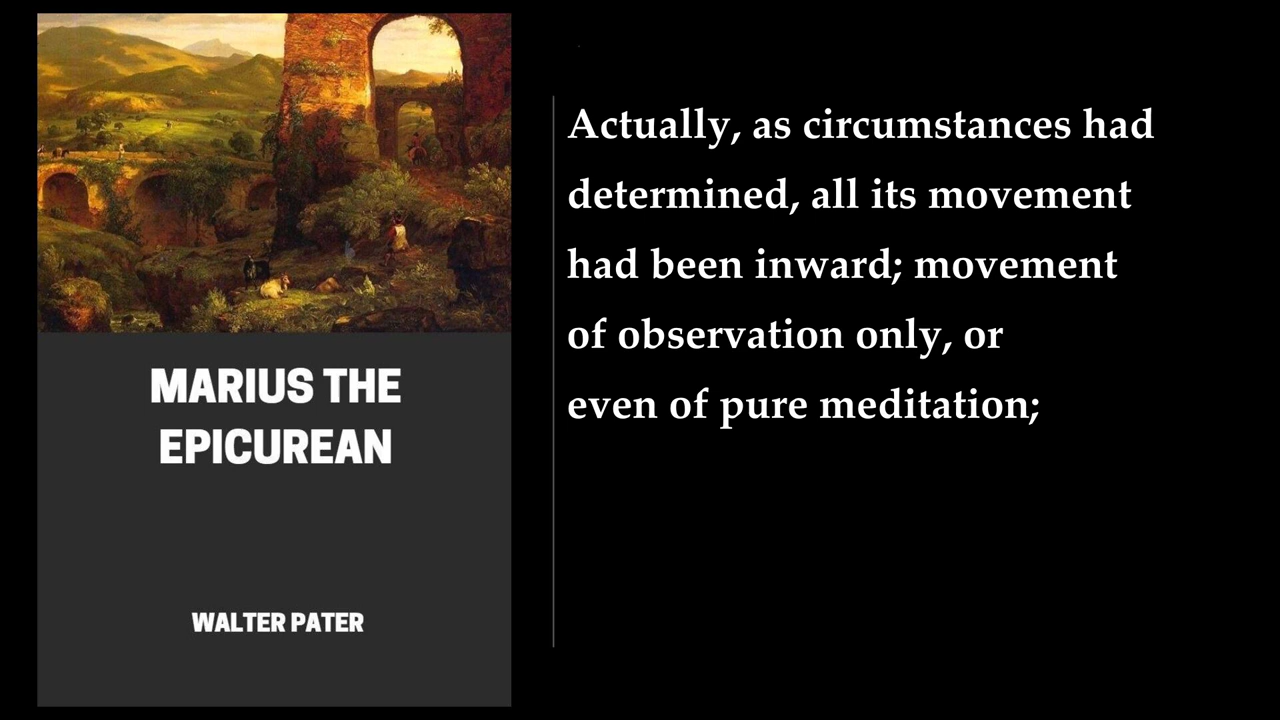 MARIUS THE
EPICUREAN
WALTER PATER
Actually, as circumstances had
determined, all its movement
had been inward; movement
of observation only, or
even of pure meditation;